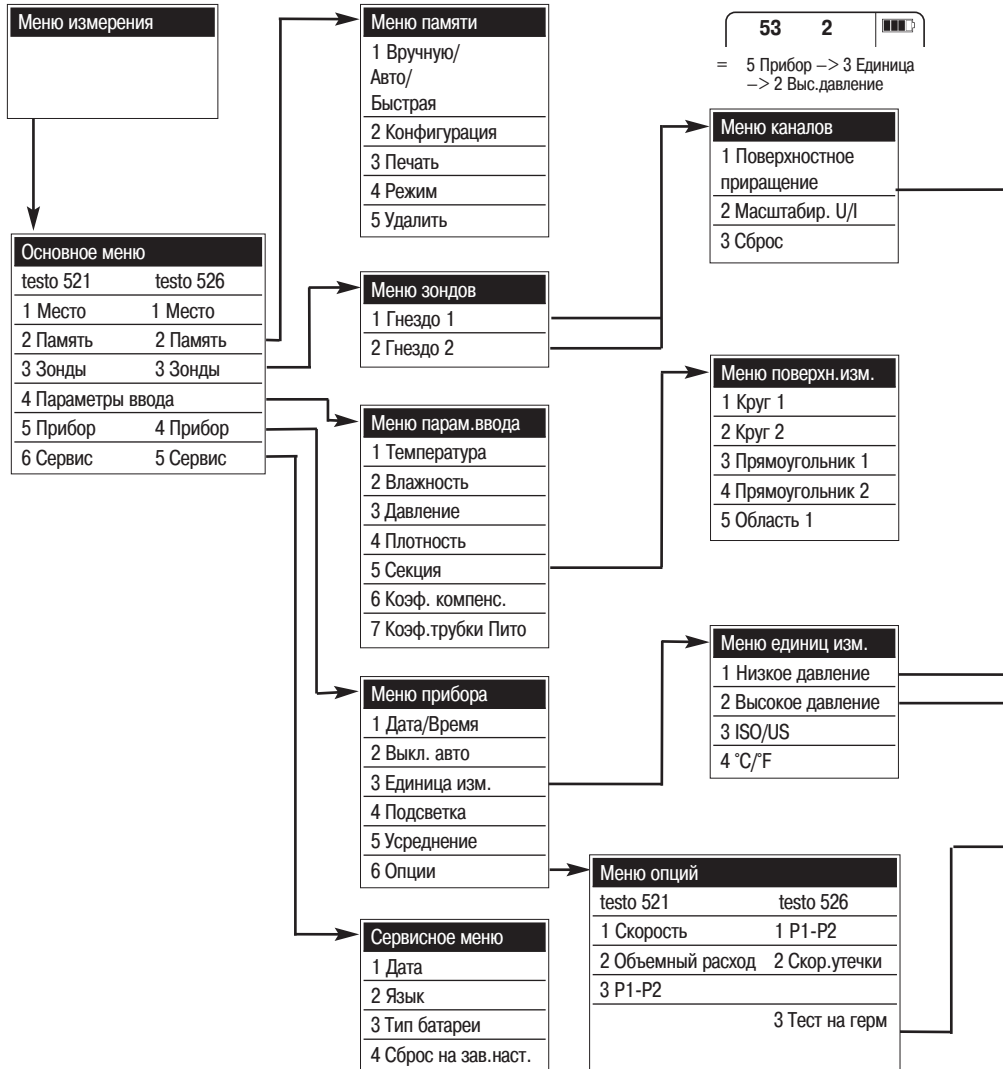 Меню измерения
Основное меню
testo 521 testo 526
1 Место 1 Место
2 Память 2 Память
3 Зонды 3 Зонды
4 Параметры ввода
5 Прибор 4 Прибор
6 Сервис 5 Сервис
Меню памяти
1 Вручную/
Авто/
Быстрая
2 Конфигурация
3 Печать
4 Режим
5 Удалить
Меню зондов
1 Гнездо 1
2 Гнездо 2
Меню парам.ввода
1 Температура
2 Влажность
3 Давление
4 Плотность
5 Секция
6 Коэф. компенс.
7 Коэф.трубки Пито
Меню прибора
1 Дата/Время
2 Выкл. авто
3 Единица изм.
4 Подсветка
5 Усреднение
6 Опции
Сервисное меню
1 Дата
2 Язык
3 Тип батареи
4 Сброс на зав.наст.
53 2
= 5 Прибор –> 3 Единица
–> 2 Выс.давление
Меню каналов
1 Поверхностное
приращение
2 Масштабир. U/I
3 Сброс
Меню поверхн.изм.
1 Круг 1
2 Круг 2
3 Прямоугольник 1
4 Прямоугольник 2
5 Область 1
Меню единиц изм.
1 Низкое давление
2 Высокое давление
3 ISO/US
4 °C/°F
Меню опций
testo 521 testo 526
1 Скорость 1 P1-P2
2 Объемный расход 2 Скор.утечки
3 P1-P2
3 Тест на герм